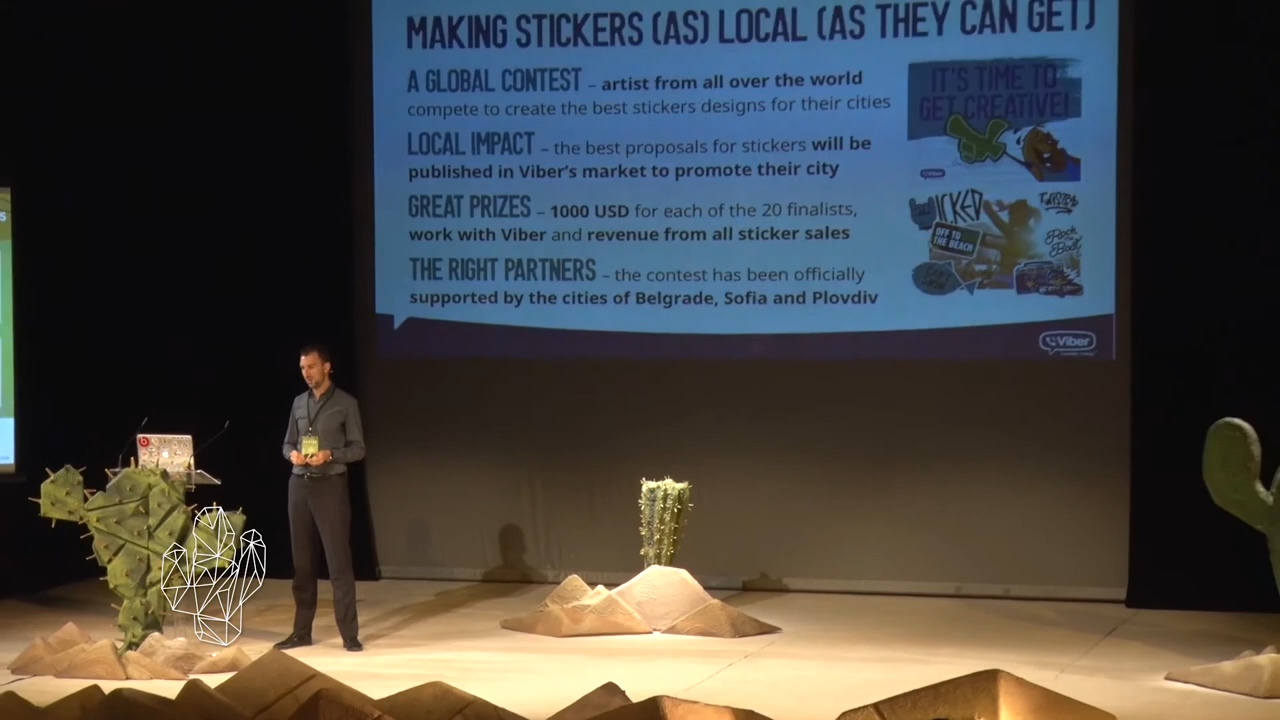 MAKING STICKERS (AS) LOCAL (AS THEY CAN GET)
A GLOBAL CONTEST – artist from all over the world
compete to create the best stickers designs for their cities
LOCAL IMPACT – the best proposals for stickers will be
published in Viber's market to promote their city
GREAT PRIZES – 1000 USD for each of the 20 finalists,
work with Viber and revenue from all sticker sales
THE RIGHT PARTNERS – the contest has been officially
supported by the cities of Belgrade, Sofia and Plovdiv
IT'S TIME TO
GET CREATIVE!
OFF TO
THE BEACH
Rock
Boat
Viber
5